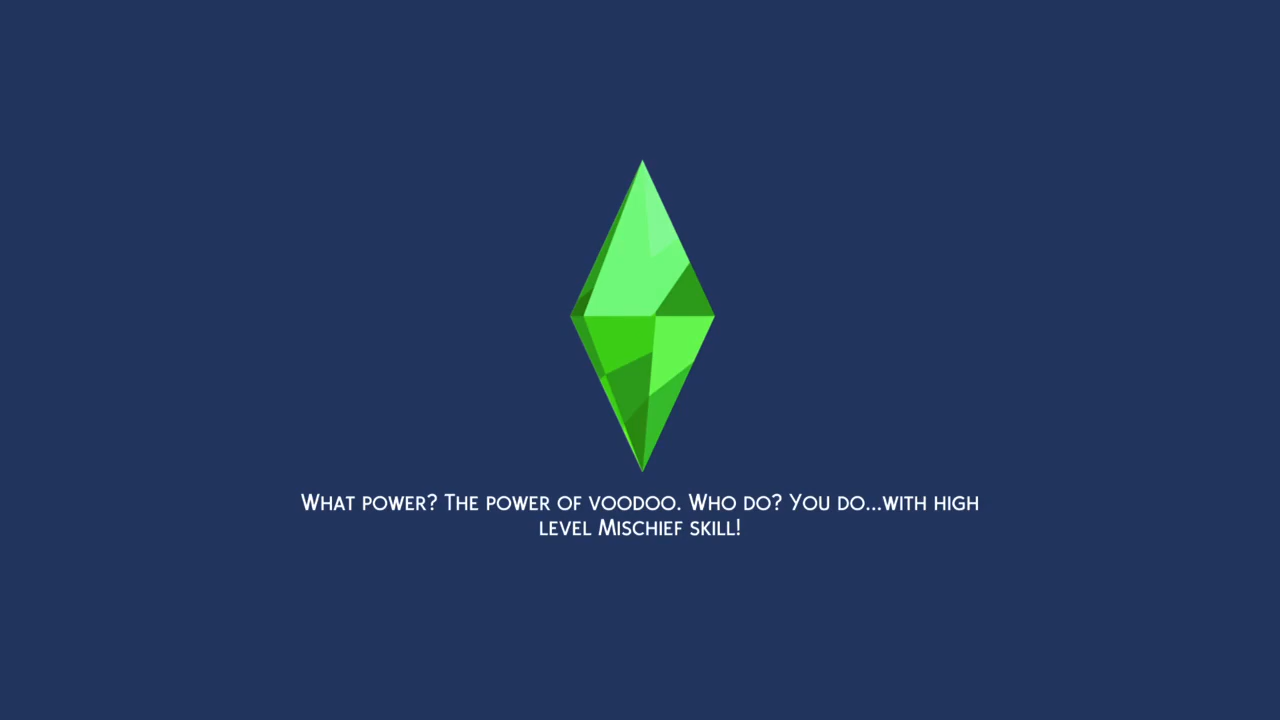 What power? The power of voodoo. Who do? You do...with high
level Mischief skill!